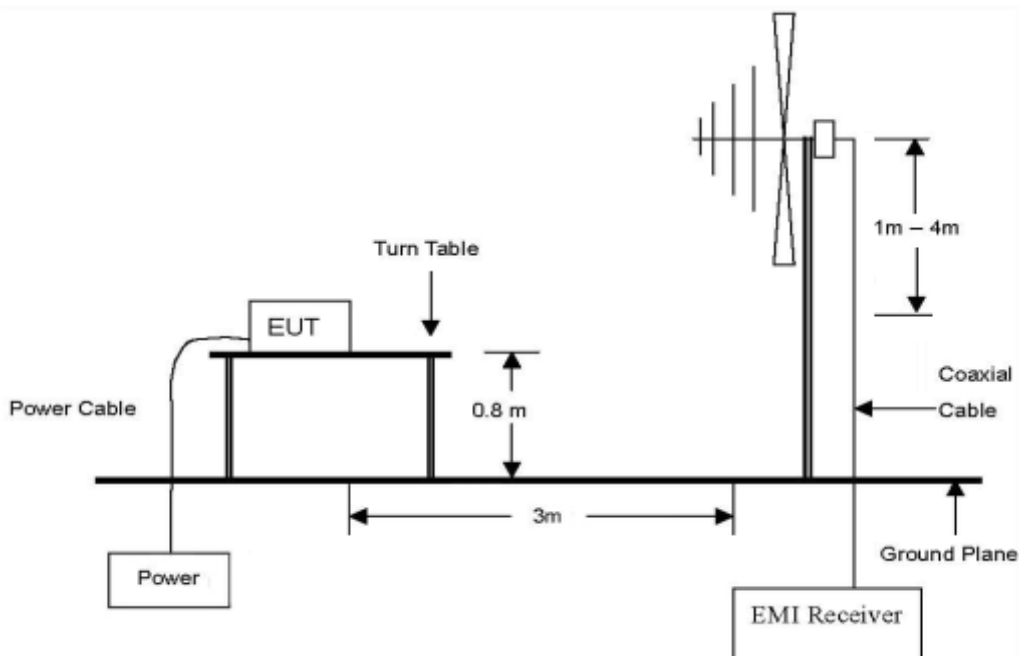 1m – 4m
Turn Table
EUT
Coaxial
Cable
Power Cable
0.8 m
3m
Ground Plane
Power
EMI Receiver